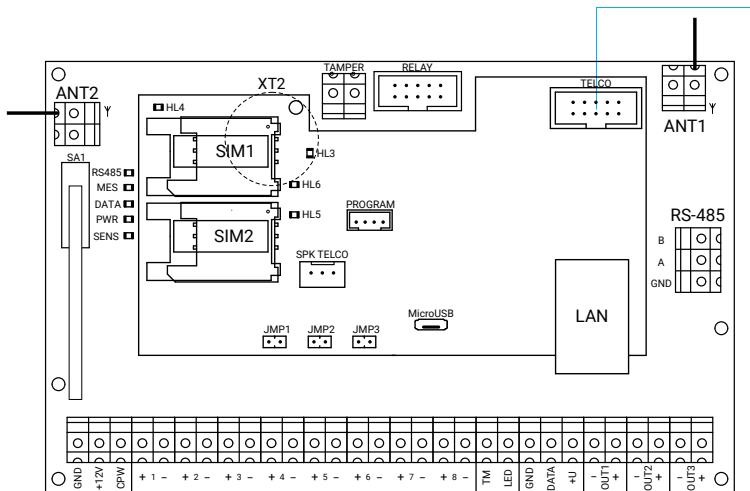 TAMPER
RELAY
XT2
TELCO
ANT2
HL4
ANT1
SIM1
HL3
SA1
RS485
MES
HL6
DATA
PWR
SENS
HL5
PROGRAM
RS-485
SIM2
B
SPK TELCO
A
GND
MicroUSB
LAN
JMP1 JMP2 JMP3
GND +12V CPW + 1 - + 2 - + 3 - + 4 - + 5 - + 6 - + 7 - + 8 - TM LED GND DATA +U - OUT1 + - OUT2 + - OUT3 +